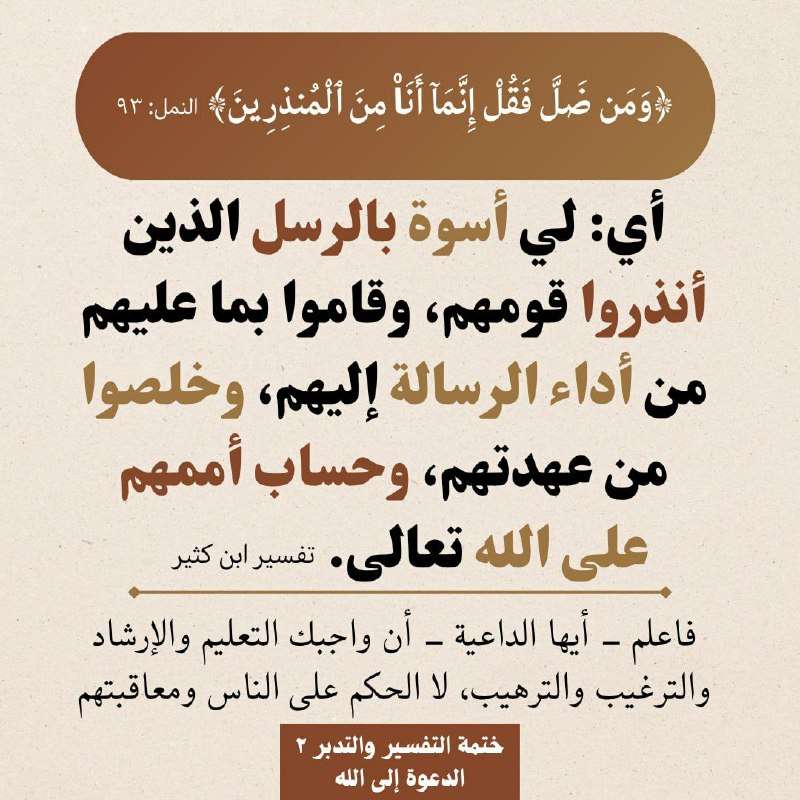 ﴿وَمَن ضَلَّ فَقُلْ إِنَّمَآ أَنَا۠ مِنَ ٱلْمُنذِرِينَ﴾ النمل: ٩٣
أي: لي أسوة بالرسل الذين
أنذروا قومهم، وقاموا بما عليهم
من أداء الرسالة إليهم، وخلصوا
من عهدتهم، وحساب أممهم
على الله تعالى. تفسير ابن كثير
فاعلم – أيها الداعية – أن واجبك التعليم والإرشاد
والترغيب والترهيب، لا الحكم على الناس ومعاقبتهم
ختمة التفسير والتدبر ٢
الدعوة إلى الله